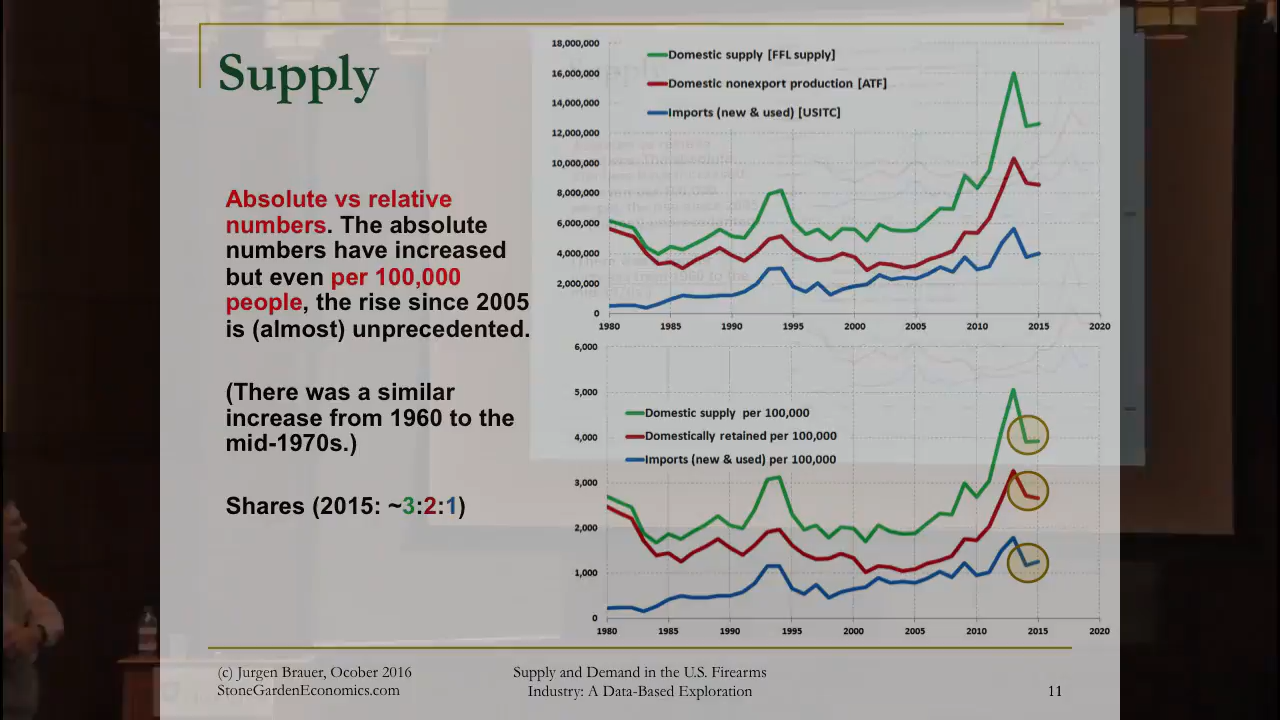 Supply
Absolute vs relative
numbers. The absolute
numbers have increased
but even per 100,000
people, the rise since 2005
is (almost) unprecedented.
(There was a similar
increase from 1960 to the
mid-1970s.)
Shares (2015: ~3:2:1)
18,000,000
16,000,000
14,000,000
12,000,000
10,000,000
8,000,000
6,000,000
4,000,000
2,000,000
0
Domestic supply [FFL supply]
Domestic nonexport production [ATF]
Imports (new & used) [USITC]
1980 1985 1990 1995 2000 2005 2010 2015 2020
6,000
5,000
4,000
3,000
2,000
1,000
0
Domestic supply per 100,000
Domestically retained per 100,000
Imports (new & used) per 100,000
1980 1985 1990 1995 2000 2005 2010 2015 2020
(c) Jurgen Brauer, Ocober 2016
StoneGardenEconomics.com
Supply and Demand in the U.S. Firearms
Industry: A Data-Based Exploration
11